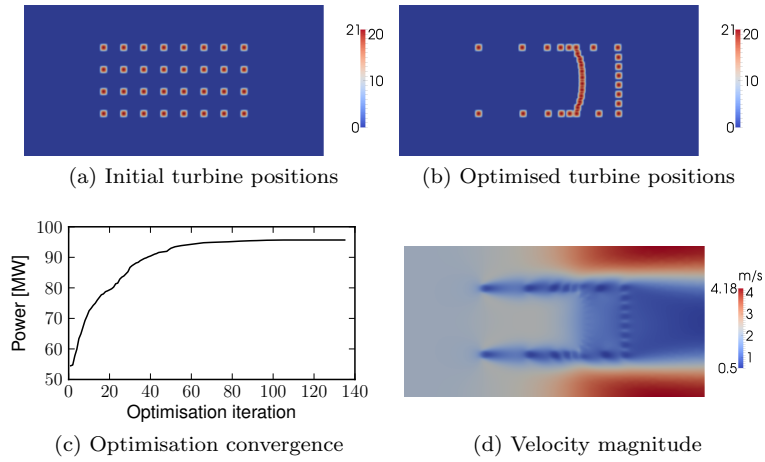 21
20
10
0
21
20
10
0
(a) Initial turbine positions
(b) Optimised turbine positions
100
90
80
70
60
50
Power [MW]
0 20 40 60 80 100 120 140
Optimisation iteration
m/s
4.18
4
3
2
1
0.5
(c) Optimisation convergence
(d) Velocity magnitude